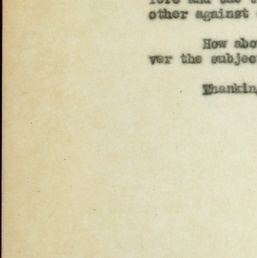 other against
How abo
ver the subjec
Thankin